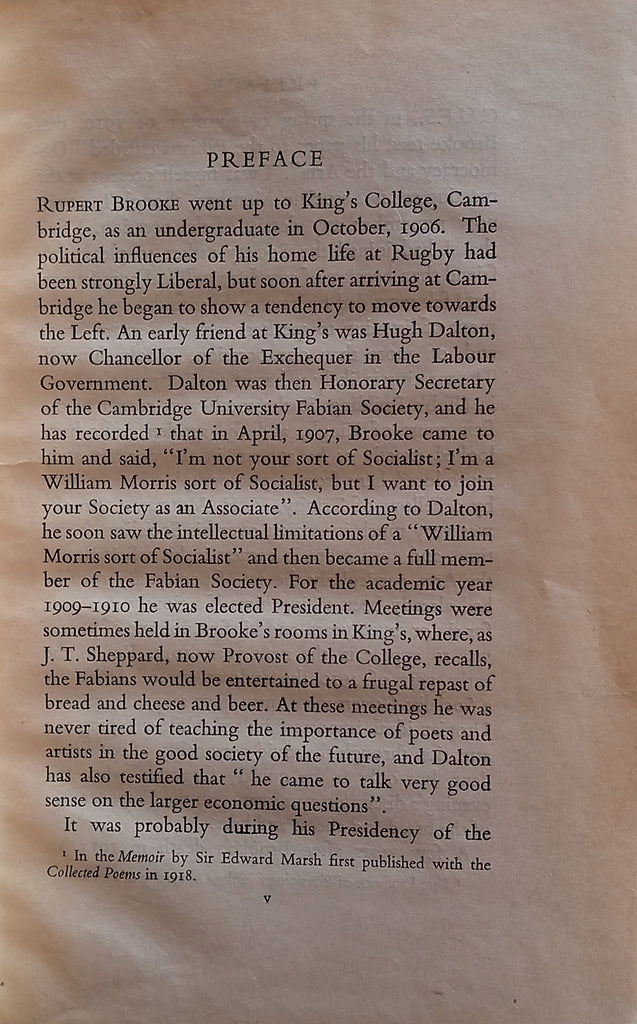 PREFACE
RUPERT BROOKE went up to King's College, Cam-
bridge, as an undergraduate in October, 1906. The
political influences of his home life at Rugby had
been strongly Liberal, but soon after arriving at Cam-
bridge he began to show a tendency to move towards
the Left. An early friend at King's was Hugh Dalton,
now Chancellor of the Exchequer in the Labour
Government. Dalton was then Honorary Secretary
of the Cambridge University Fabian Society, and he
has recorded ¹ that in April, 1907, Brooke came to
him and said, “I'm not your sort of Socialist; I'm a
William Morris sort of Socialist, but I want to join
your Society as an Associate”. According to Dalton,
he soon saw the intellectual limitations of a “William
Morris sort of Socialist” and then became a full mem-
ber of the Fabian Society. For the academic year
1909–1910 he was elected President. Meetings were
sometimes held in Brooke's rooms in King's, where, as
J. T. Sheppard, now Provost of the College, recalls,
the Fabians would be entertained to a frugal repast of
bread and cheese and beer. At these meetings he was
never tired of teaching the importance of poets and
artists in the good society of the future, and Dalton
has also testified that “ he came to talk very good
sense on the larger economic questions”.
It was probably during his Presidency of the
¹ In the Memoir by Sir Edward Marsh first published with the
Collected Poems in 1918.
v